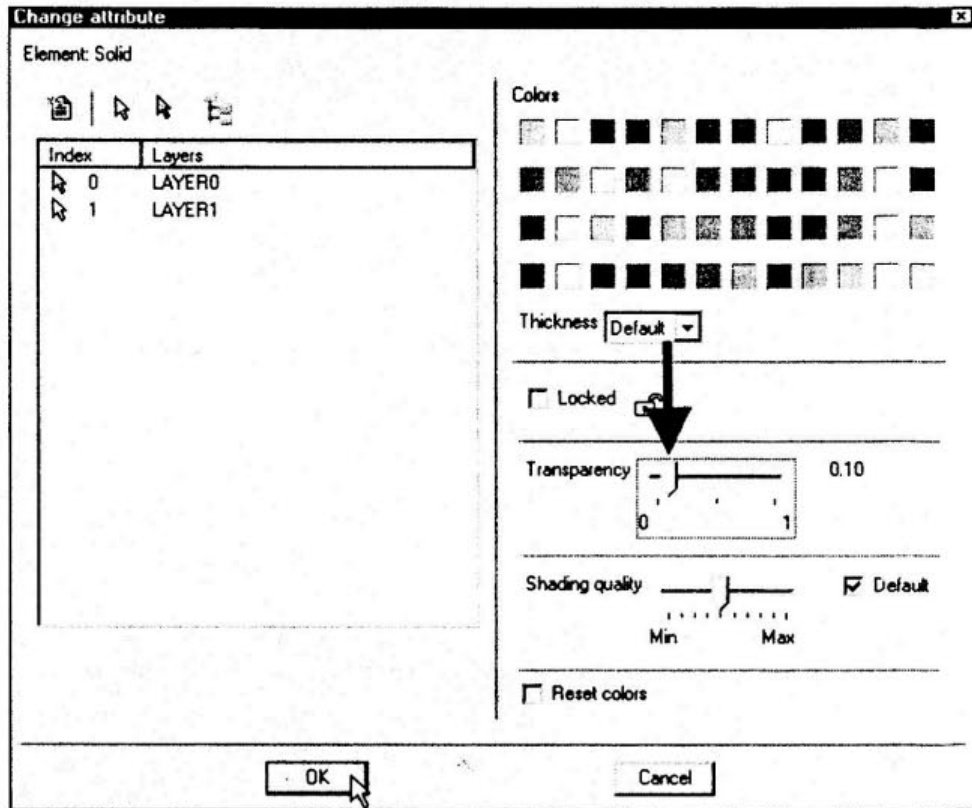 Change attribute
Element: Solid
Index Layers
0 LAYER0
1 LAYER1
Colors
Thickness Default
Locked
Transparency 0.10
0 1
Shading quality Default
Min Max
Reset colors
OK Cancel